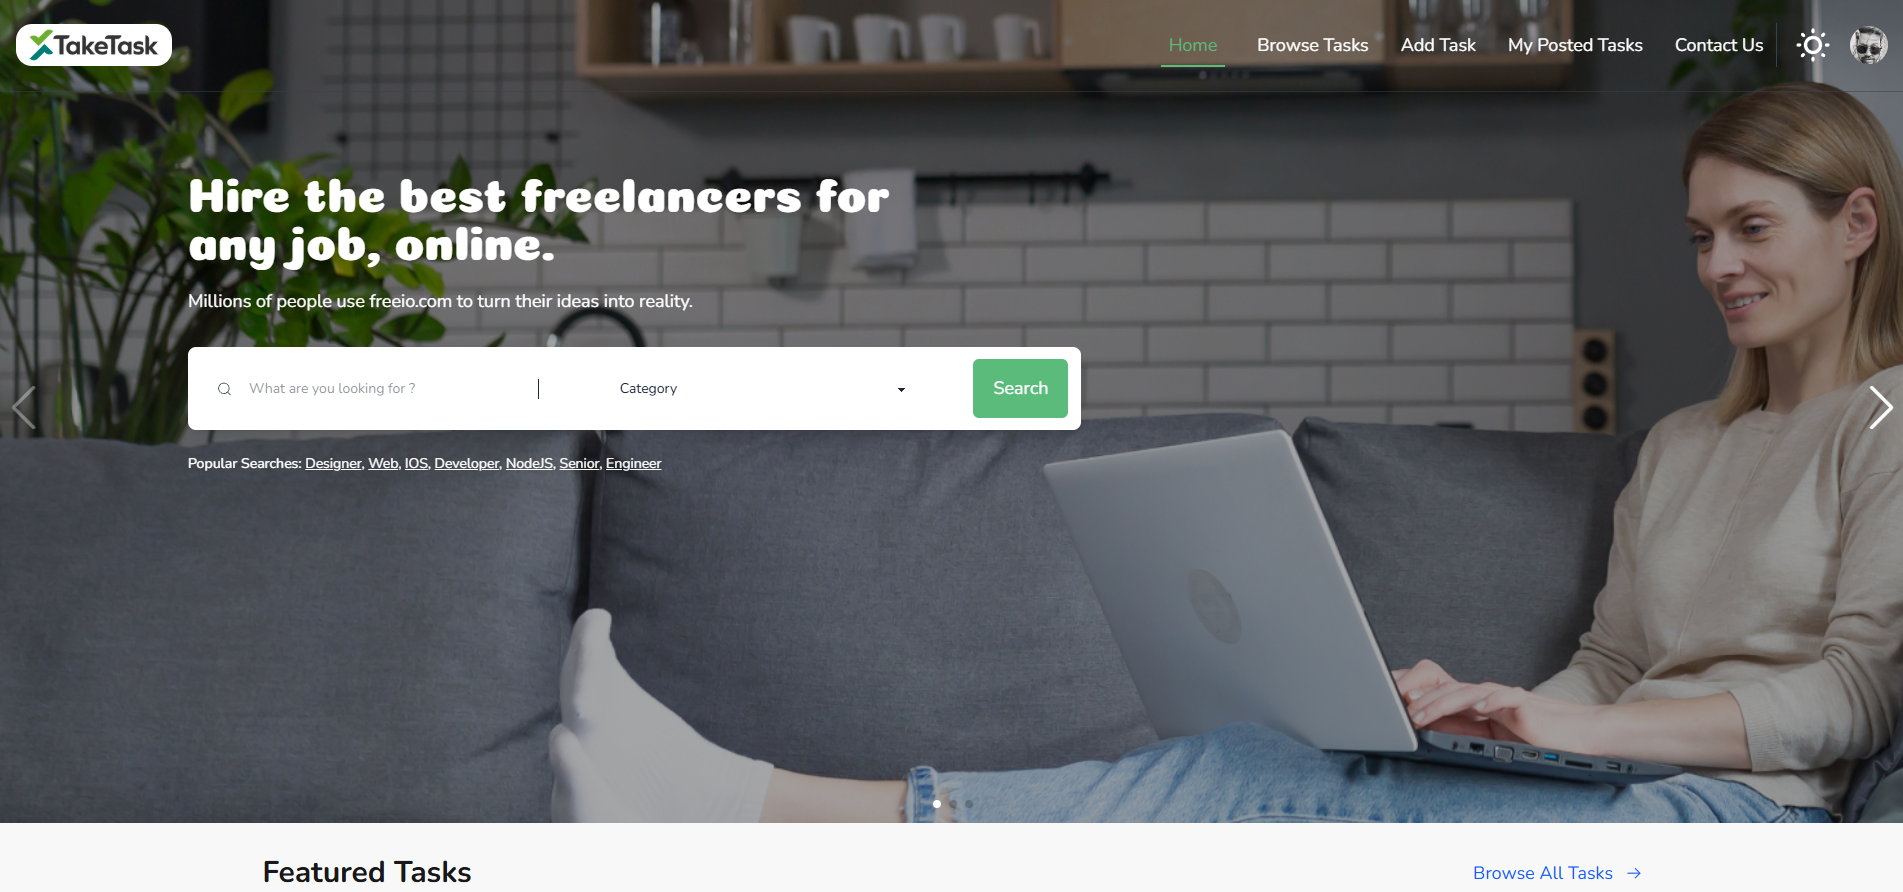 TakeTask
Home Browse Tasks Add Task My Posted Tasks Contact Us
Hire the best freelancers for
any job, online.
Millions of people use freeio.com to turn their ideas into reality.
What are you looking for ? Category Search
Popular Searches: Designer, Web, IOS, Developer, NodeJS, Senior, Engineer
Featured Tasks Browse All Tasks